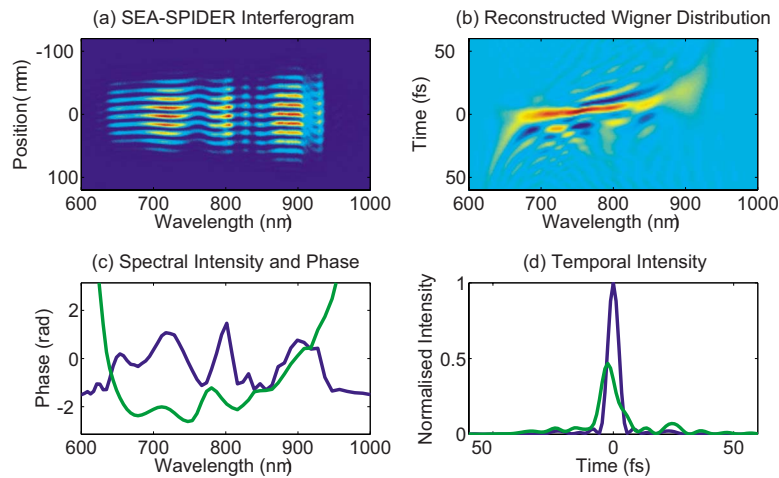 (a) SEA-SPIDER Interferogram
-100
0
100
Position( mm)
600 700 800 900 1000
Wavelength (nm)
(b) Reconstructed Wigner Distribution
50
0
50
Time (fs)
600 700 800 900 1000
Wavelength (nm)
(c) Spectral Intensity and Phase
2
0
-2
Phase (rad)
600 700 800 900 1000
Wavelength (nm)
(d) Temporal Intensity
1
0.5
0
Normalised Intensity
50 0 50
Time (fs)